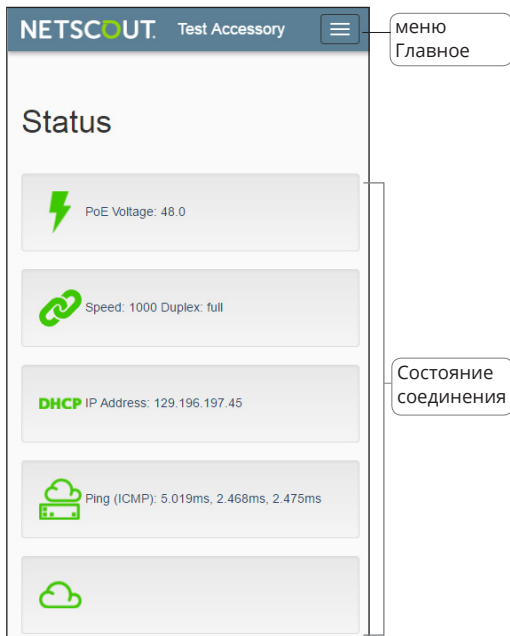 NETSCOUT. Test Accessory
меню
Главное
Status
PoE Voltage: 48.0
Speed: 1000 Duplex: full
DHCP IP Address: 129.196.197.45
Состояние
соединения
Ping (ICMP): 5.019ms, 2.468ms, 2.475ms